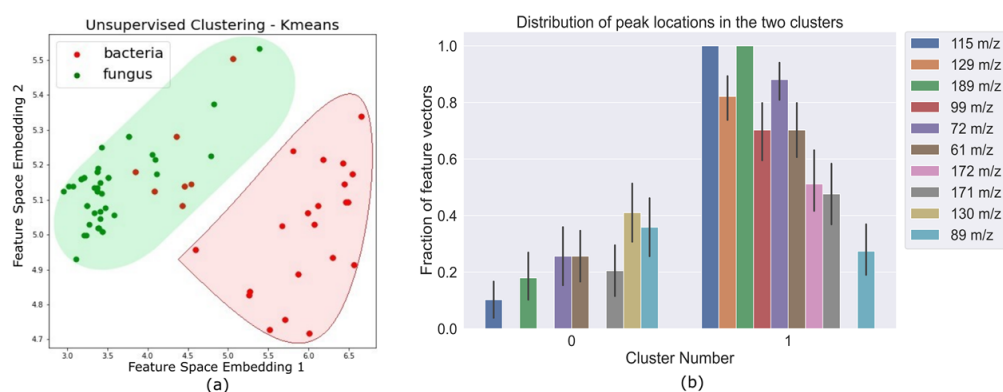 Unsupervised Clustering - Kmeans
bacteria
fungus
Feature Space Embedding 2
5.5
5.4
5.3
5.2
5.1
5.0
4.9
4.8
4.7
3.0 3.5 4.0 4.5 5.0 5.5 6.0 6.5
Feature Space Embedding 1
(a)
Distribution of peak locations in the two clusters
Fraction of feature vectors
1.0
0.8
0.6
0.4
0.2
0.0
0 1
Cluster Number
(b)
115 m/z
129 m/z
189 m/z
99 m/z
72 m/z
61 m/z
172 m/z
171 m/z
130 m/z
89 m/z